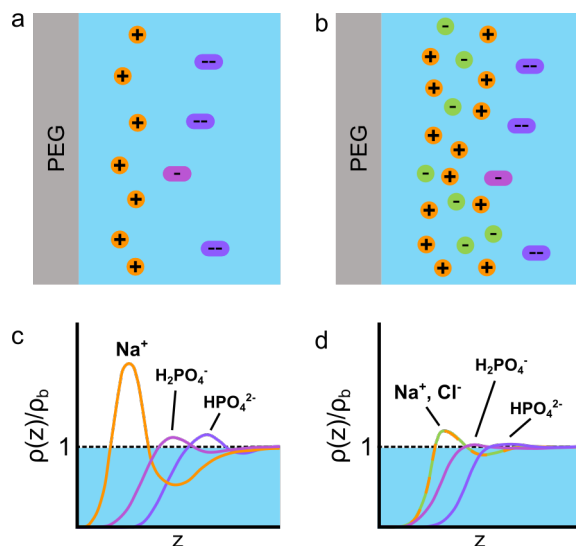 a
b
PEG
+
+
+
+
+
+
+
--
--
-
--
PEG
-
+
+
-
--
+
+
-
+
--
+
+
-
+
-
+
-
+
-
-
+
+
--
+
+
c
d
Na⁺
H₂PO₄⁻
HPO₄²⁻
ρ(z)/ρb
1
z
Na⁺, Cl⁻
H₂PO₄⁻
HPO₄²⁻
ρ(z)/ρb
1
z